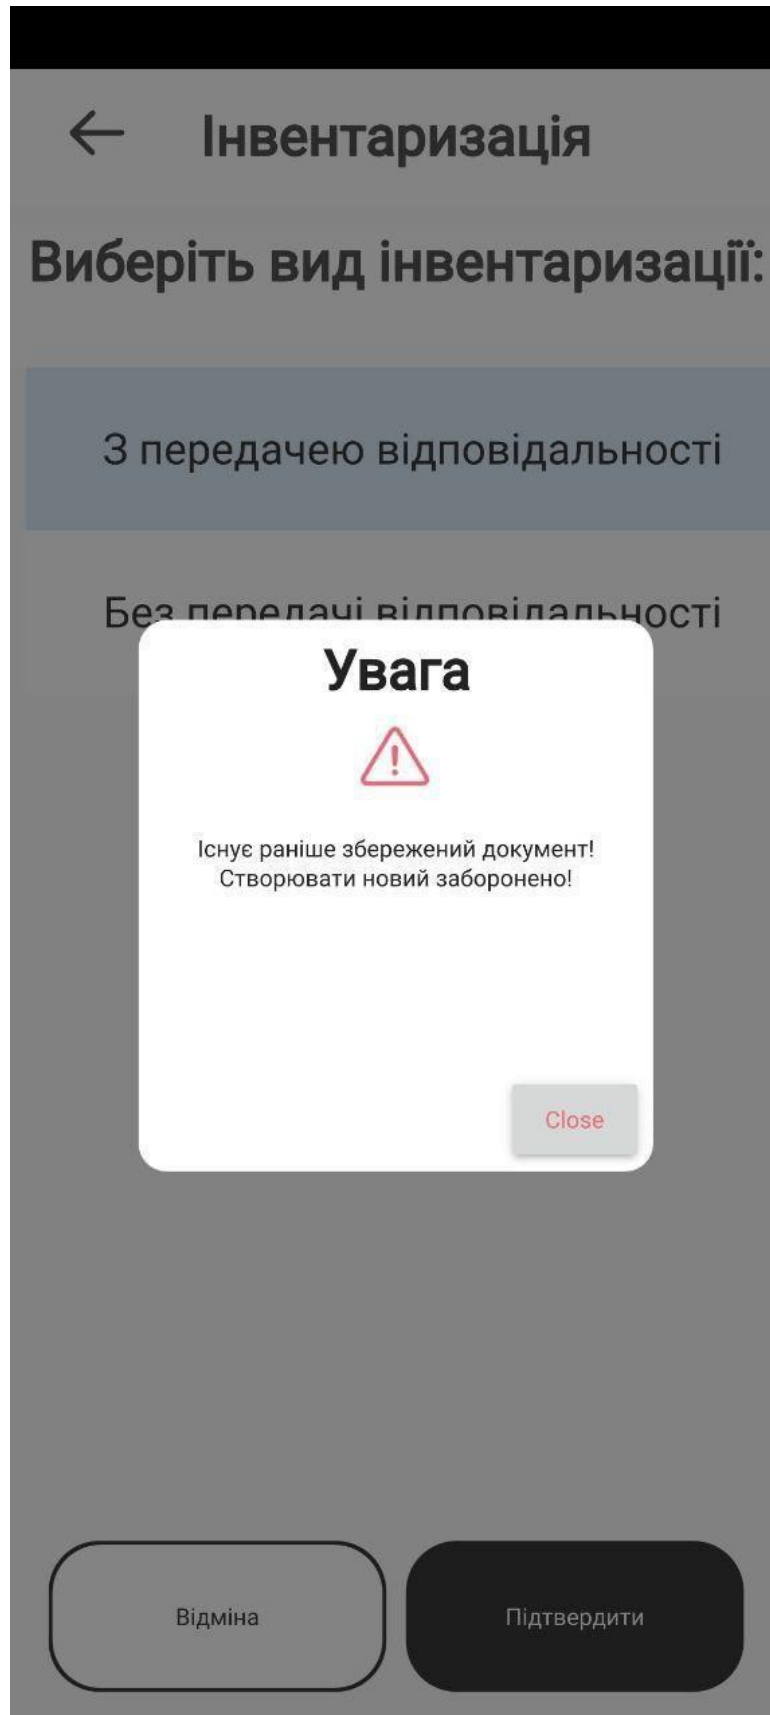 Інвентаризація
Виберіть вид інвентаризації:
З передачею відповідальності
Без передачі відповідальності
Увага
Існує раніше збережений документ!
Створювати новий заборонено!
Close
Відміна
Підтвердити